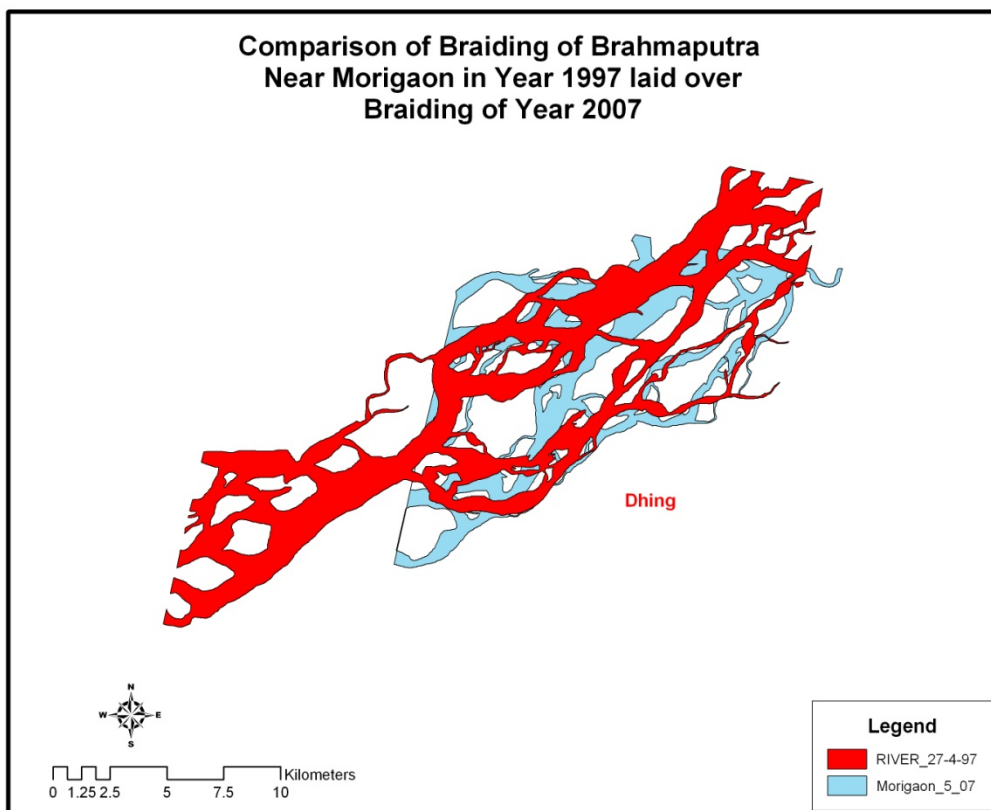 Comparison of Braiding of Brahmaputra
Near Morigaon in Year 1997 laid over
Braiding of Year 2007
Dhing
N
W E
S
Kilometers
0 1.25 2.5 5 7.5 10
Legend
RIVER_27-4-97
Morigaon_5_07